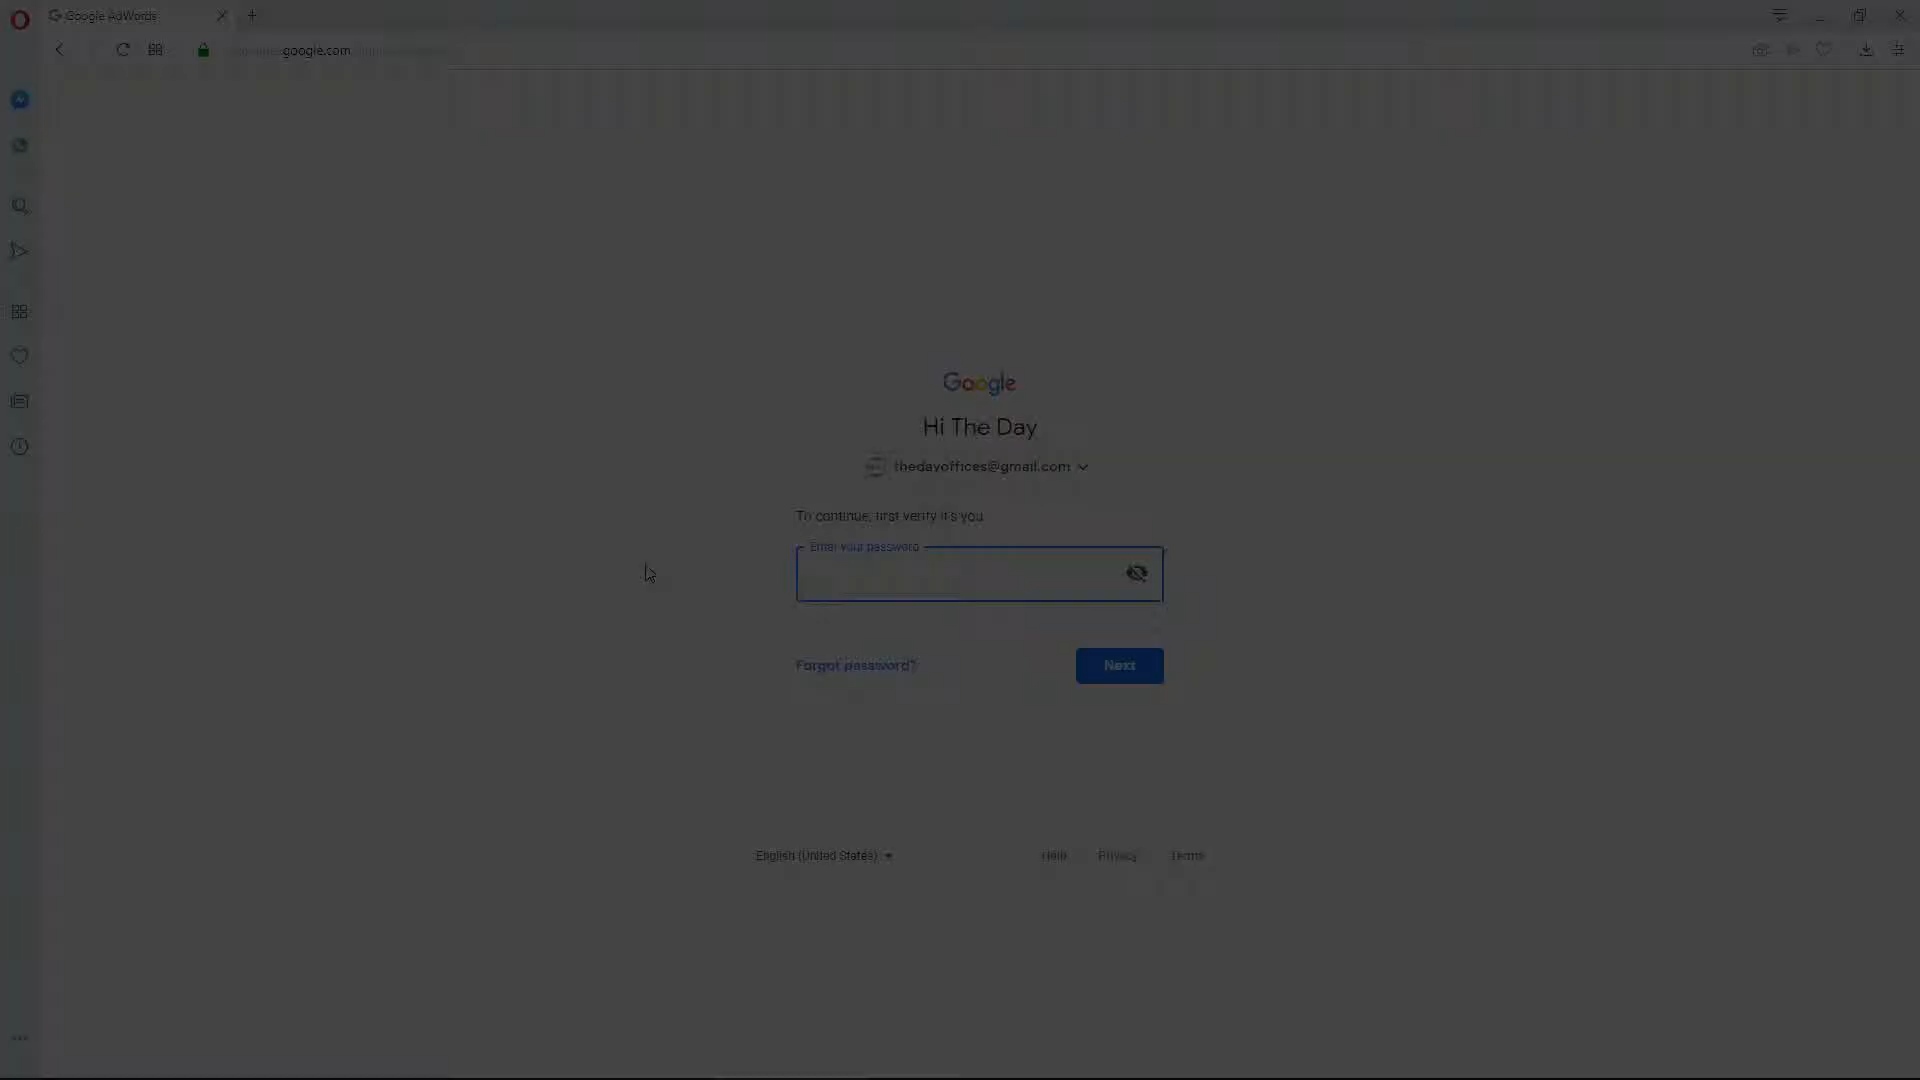 Google AdWords
google.com
Google
Hi The Day
thedayoffices@gmail.com
To continue, first verify it's you
Enter your password
Forgot password?
Next
English (United States)
Help
Privacy
Terms